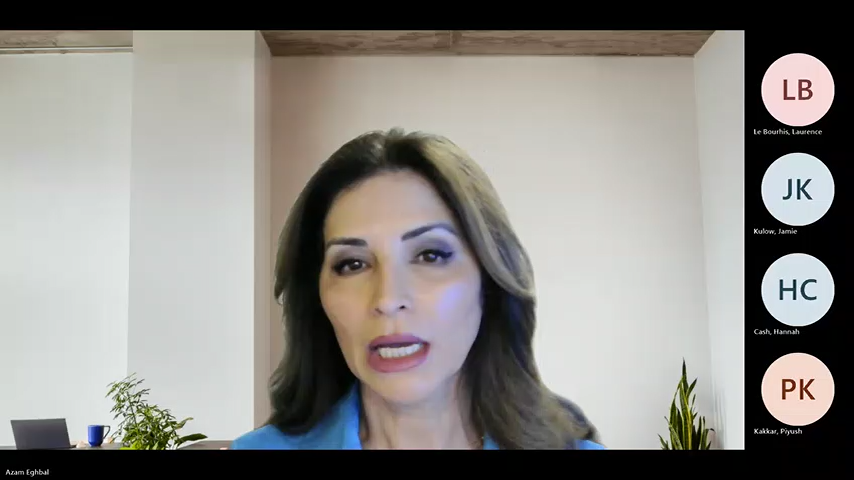 LB
Le Bourhis, Laurence
JK
Kulow, Jamie
HC
Cash, Hannah
PK
Kakkar, Piyush
Azam Eghbal